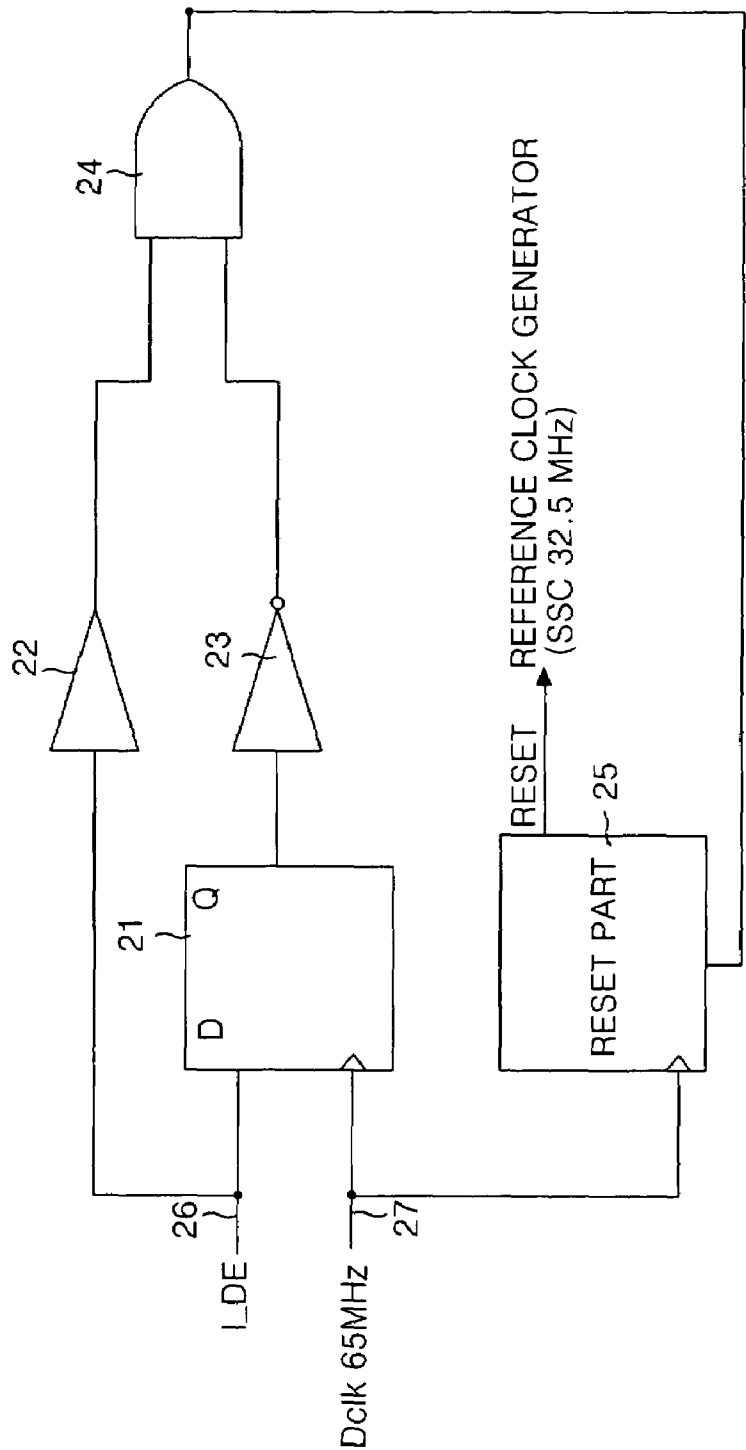 24
22
23
21
D
Q
26
I_DE
27
Dclk 65MHz
RESET PART
25
RESET
REFERENCE CLOCK GENERATOR
(SSC 32.5 MHz)